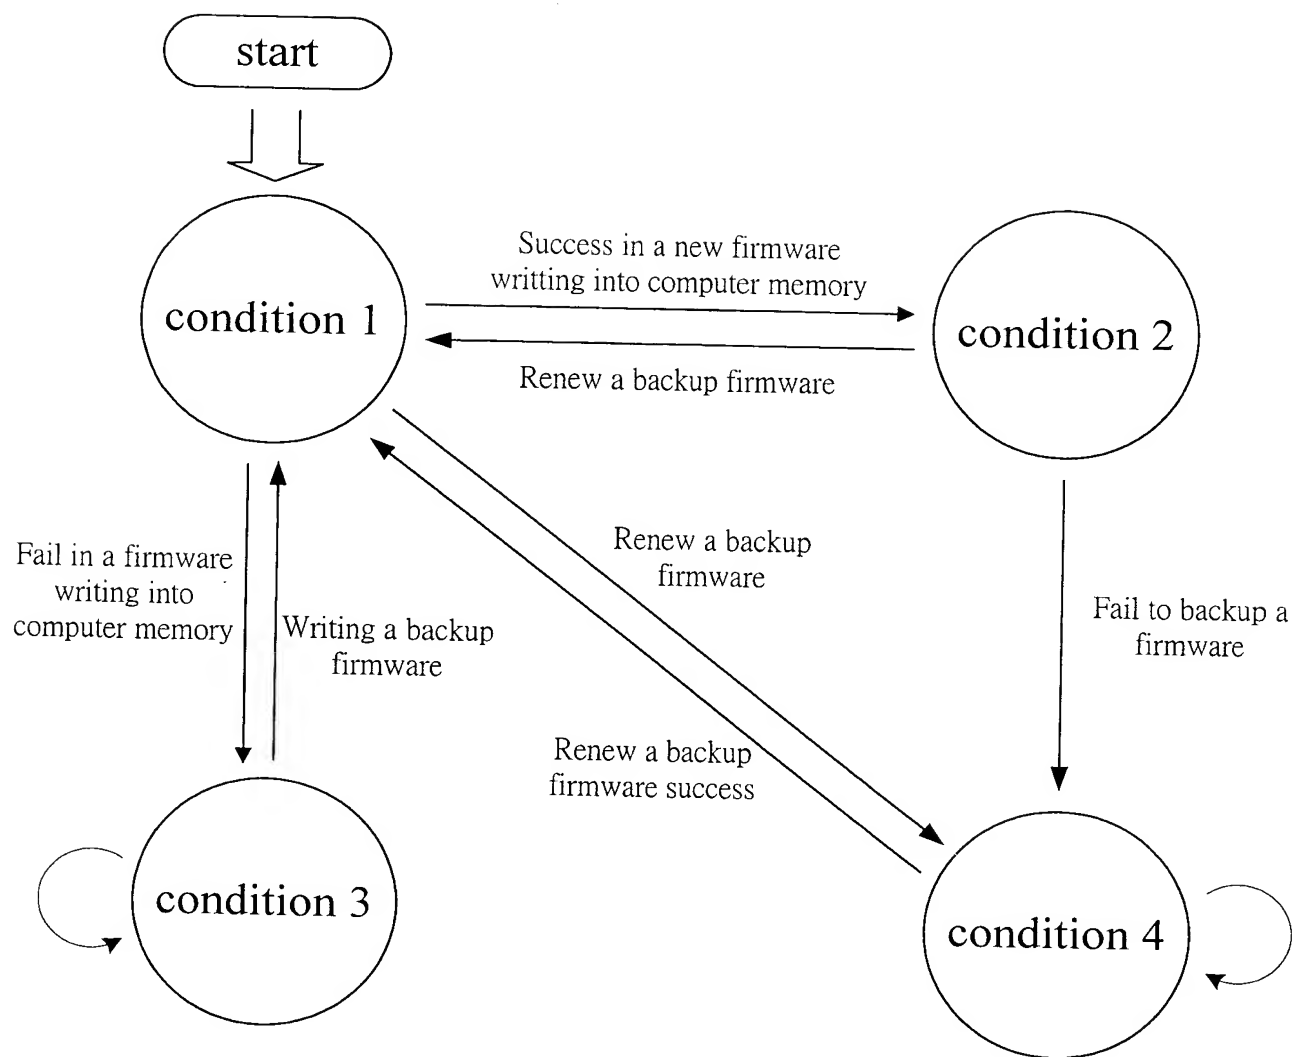 start
condition 1
Success in a new firmware
writting into computer memory
Renew a backup firmware
condition 2
Fail in a firmware
writing into
computer memory
Writing a backup
firmware
Renew a backup
firmware
Renew a backup
firmware success
Fail to backup a
firmware
condition 3
condition 4